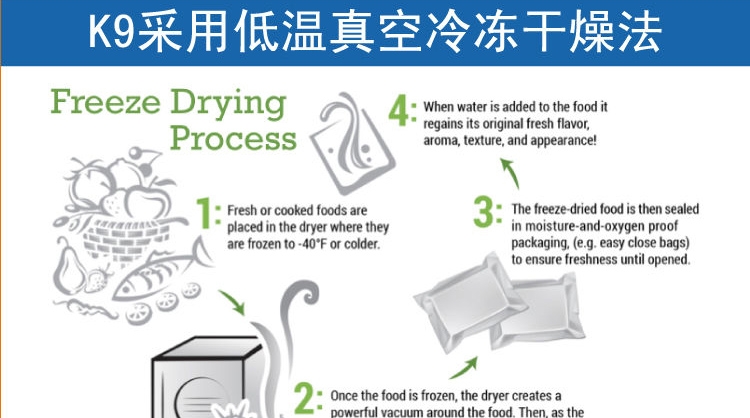 K9采用低温真空冷冻干燥法
Freeze Drying
Process
1:
Fresh or cooked foods are
placed in the dryer where they
are frozen to -40°F or colder.
4:
When water is added to the food it
regains its original fresh flavor,
aroma, texture, and appearance!
3:
The freeze-dried food is then sealed
in moisture-and-oxygen proof
packaging, (e.g. easy close bags)
to ensure freshness until opened.
2:
Once the food is frozen, the dryer creates a
powerful vacuum around the food. Then, as the